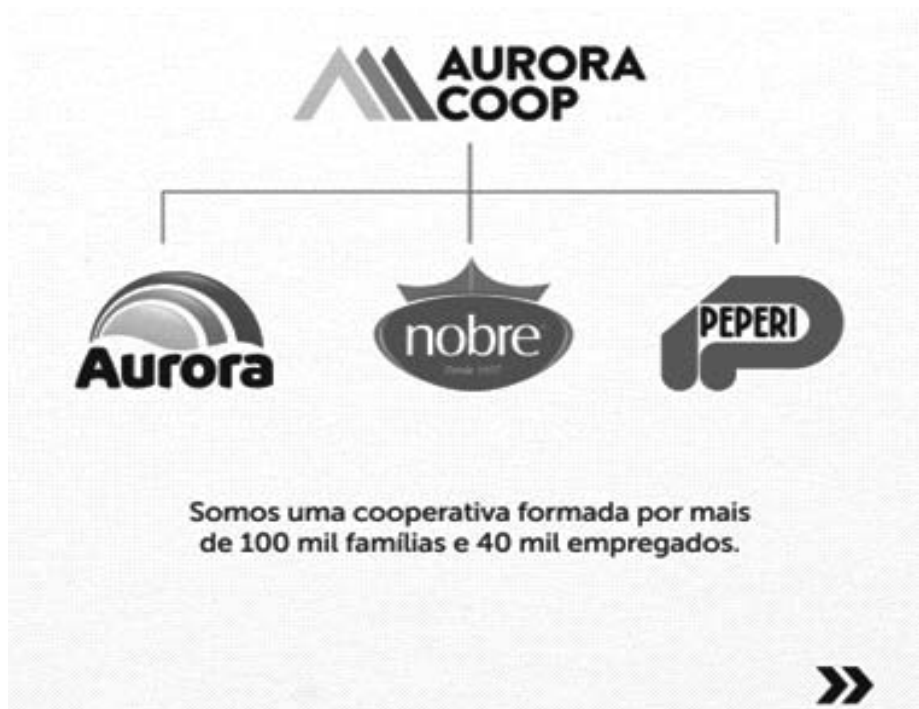 AURORA
COOP
Aurora
nobre
PEPERI
Somos uma cooperativa formada por mais
de 100 mil famílias e 40 mil empregados.